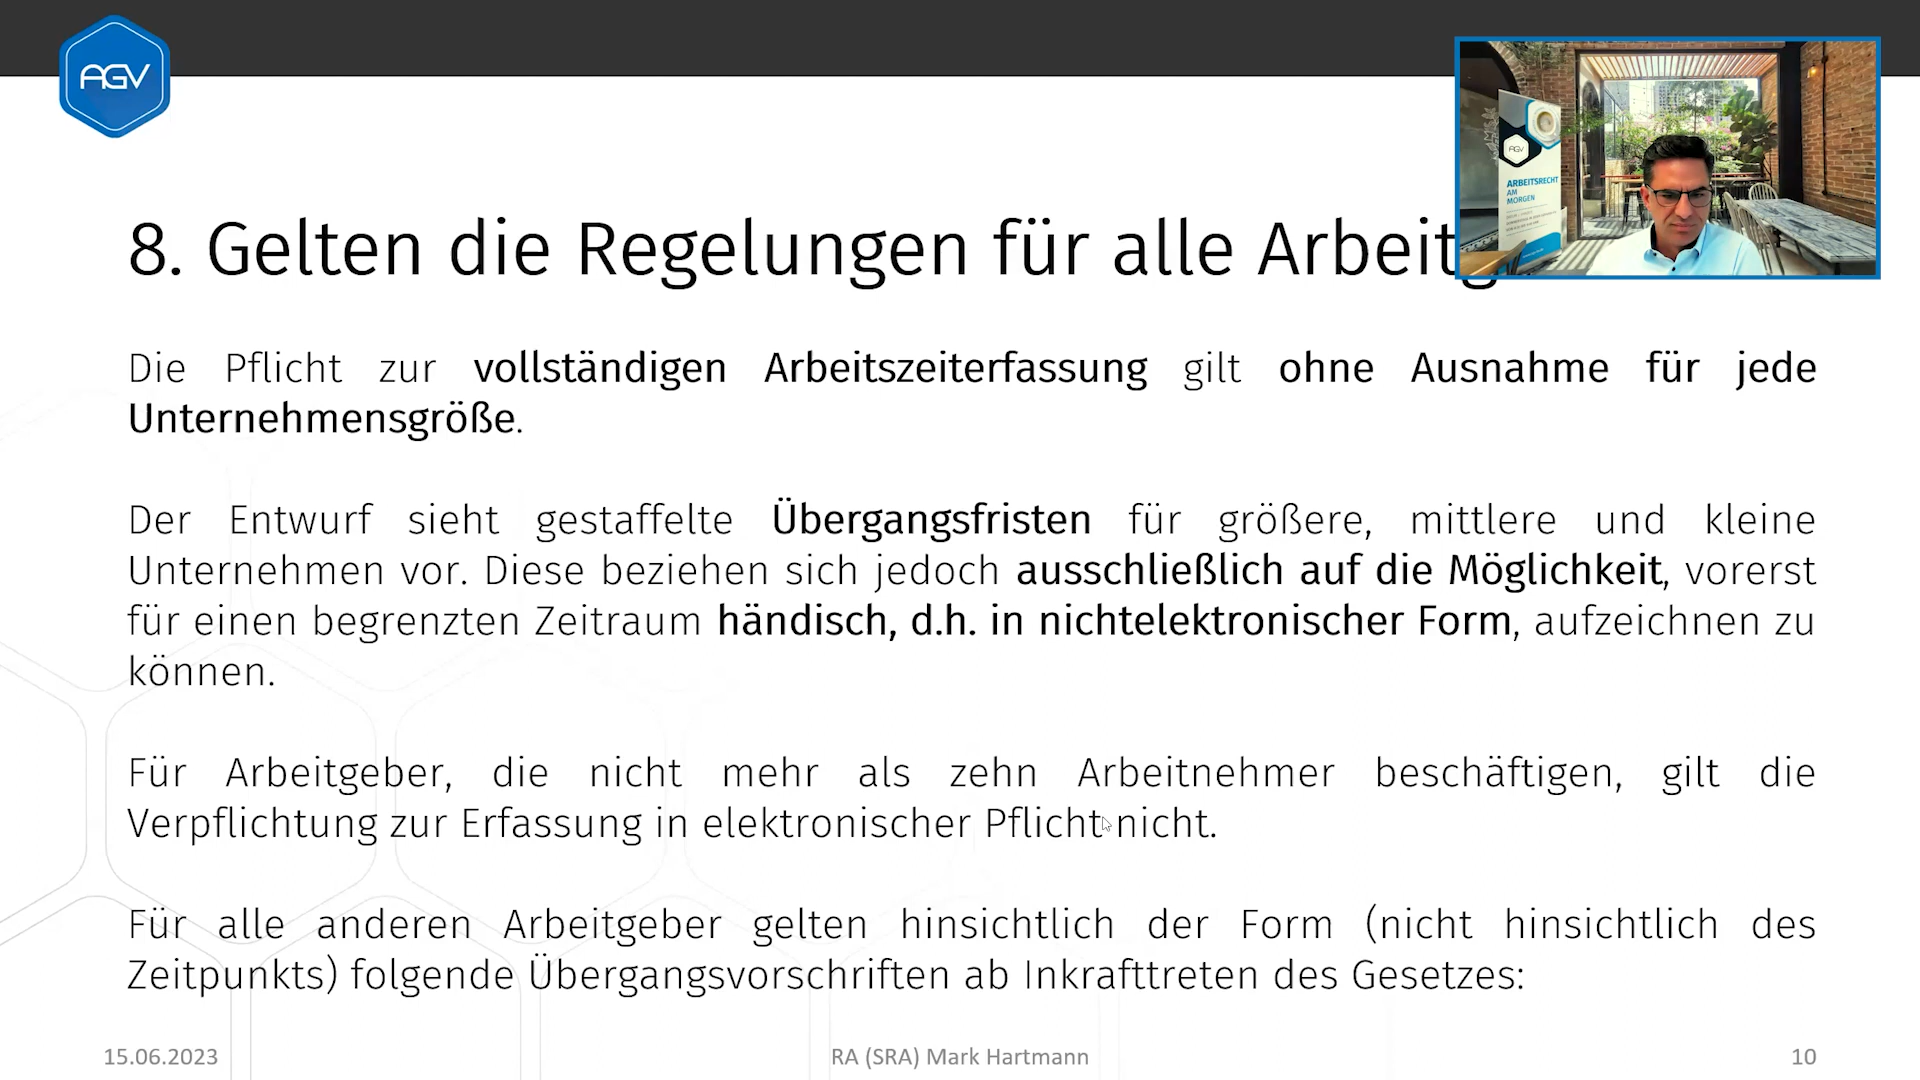 AGV
AGV
ARBEITSRECHT
AM
MORGEN
8. Gelten die Regelungen für alle
Die Pflicht zur vollständigen Arbeitszeiterfassung gilt ohne Ausnahme für jede
Unternehmensgröße.
Der Entwurf sieht gestaffelte Übergangsfristen für größere, mittlere und kleine
Unternehmen vor. Diese beziehen sich jedoch ausschließlich auf die Möglichkeit, vorerst
für einen begrenzten Zeitraum händisch, d.h. in nichtelektronischer Form, aufzeichnen zu
können.
Für Arbeitgeber, die nicht mehr als zehn Arbeitnehmer beschäftigen, gilt die
Verpflichtung zur Erfassung in elektronischer Pflicht nicht.
Für alle anderen Arbeitgeber gelten hinsichtlich der Form (nicht hinsichtlich des
Zeitpunkts) folgende Übergangsvorschriften ab Inkrafttreten des Gesetzes:
15.06.2023
RA (SRA) Mark Hartmann
10